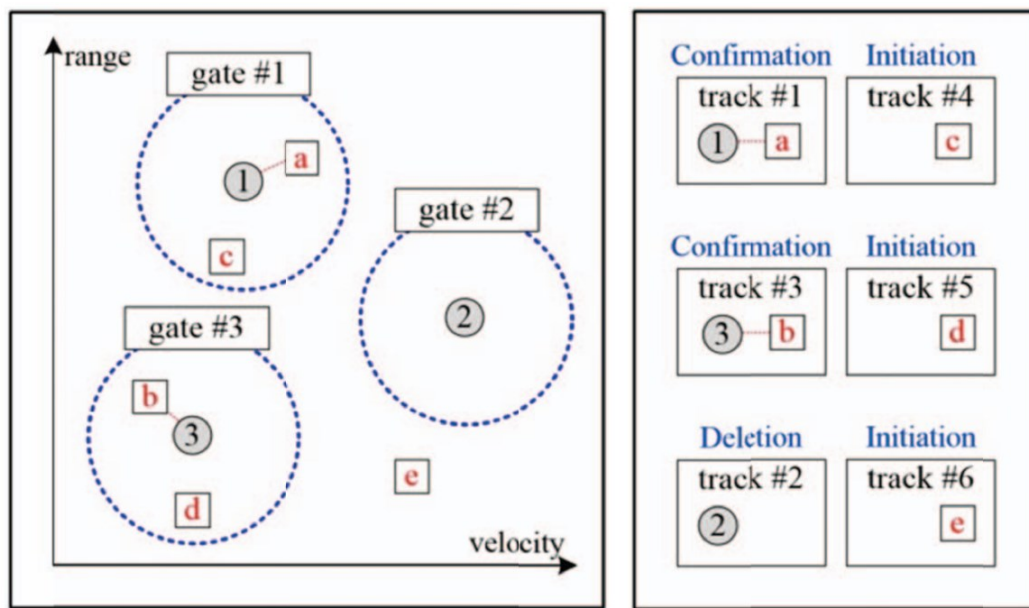 range
gate #1
a
1
c
gate #2
2
gate #3
b
3
d
e
velocity
Confirmation Initiation
track #1 track #4
1 a c
Confirmation Initiation
track #3 track #5
3 b d
Deletion Initiation
track #2 track #6
2 e